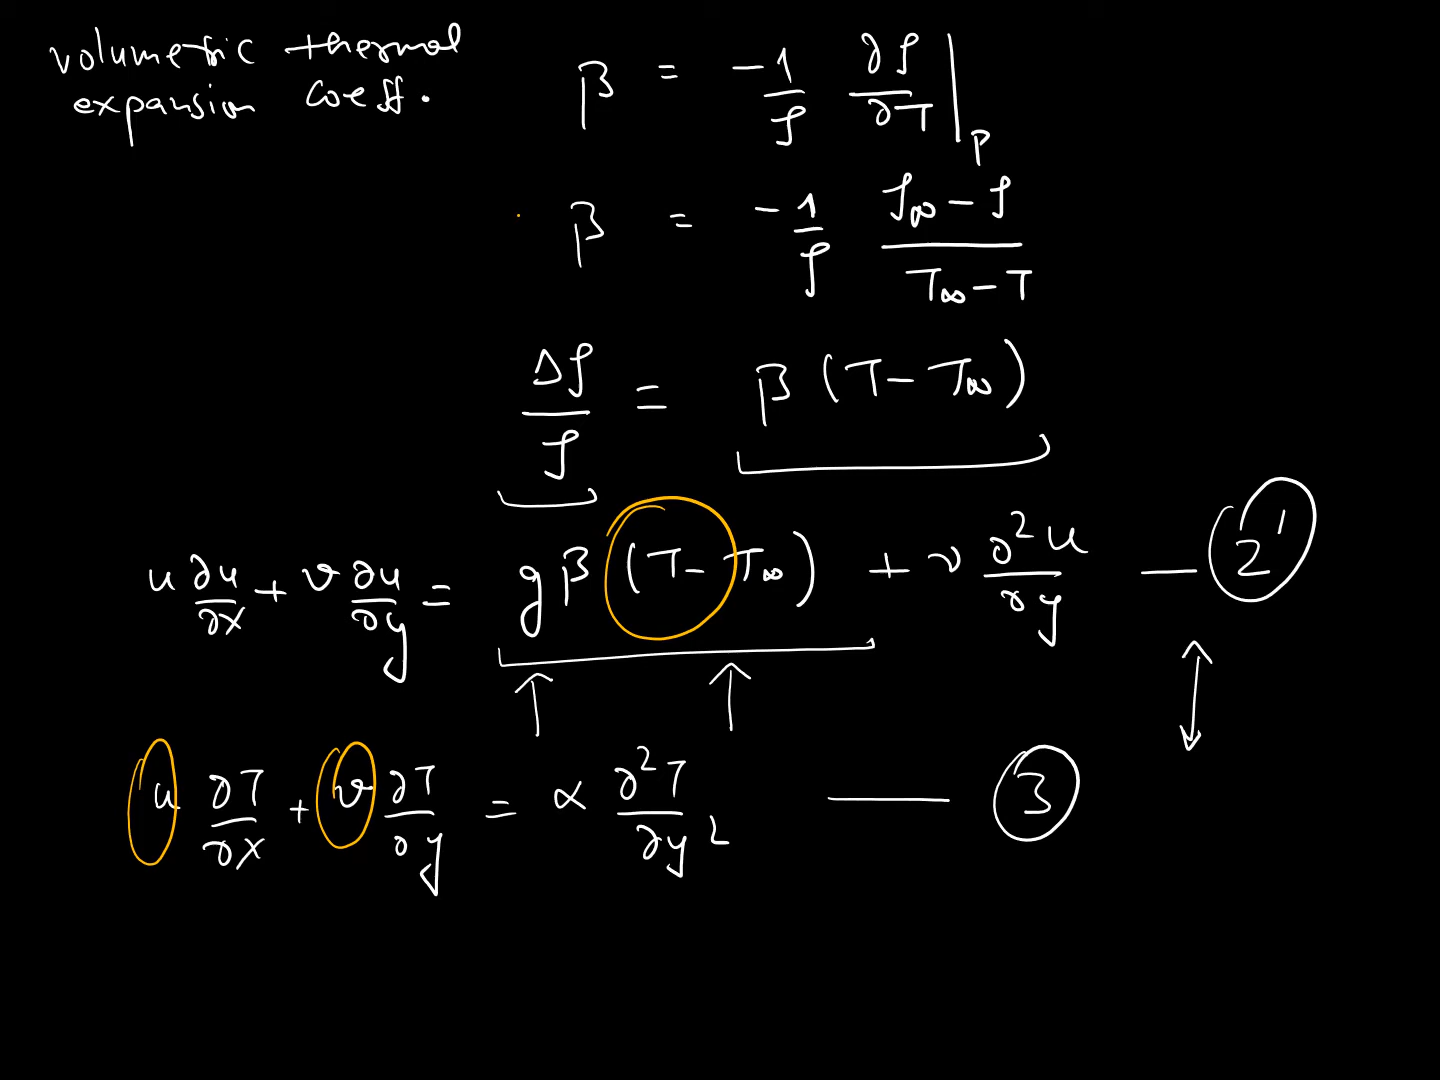 volumetric thermal
expansion coeff.
β = -1/ρ ∂ρ/∂T|p
β = -1/ρ (ρ∞ - ρ)/(T∞ - T)
Δρ/ρ = β (T - T∞)
u ∂u/∂x + v ∂u/∂y = gβ (T - T∞) + ν ∂²u/∂y — 2'
u ∂T/∂x + v ∂T/∂y = α ∂²T/∂y² — 3